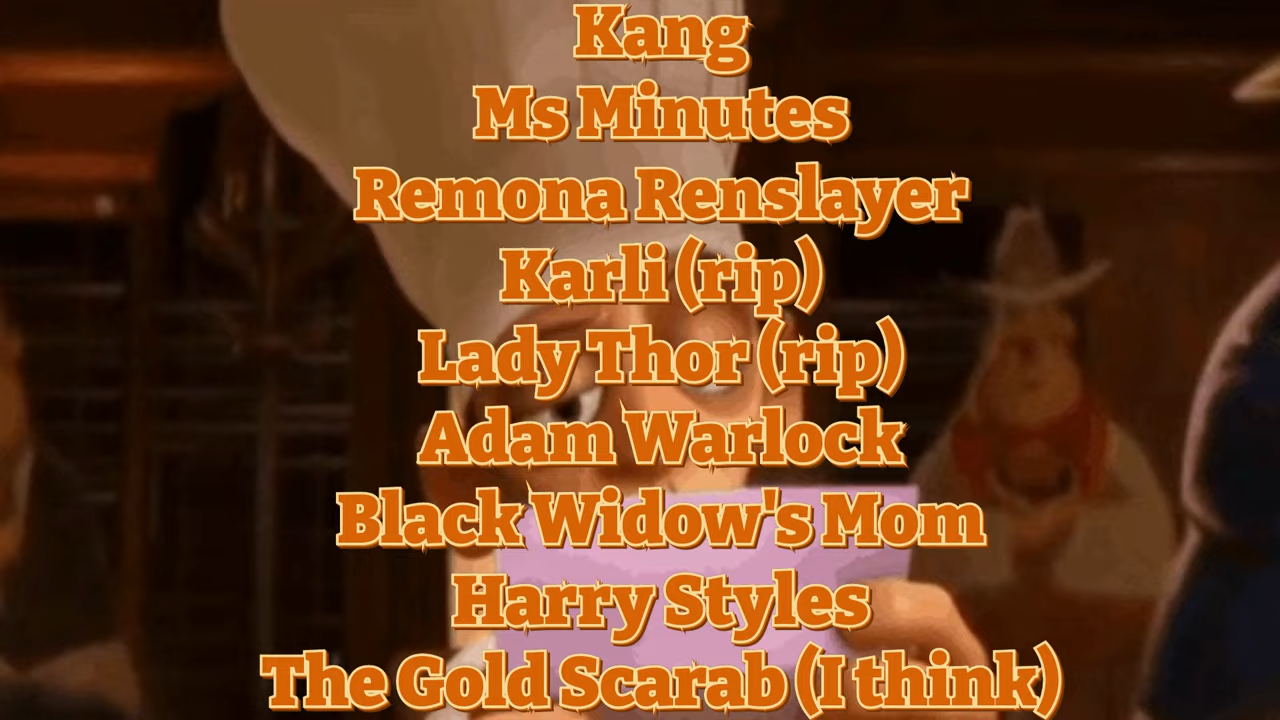 Kang
Ms Minutes
Remona Renslayer
Karli (rip)
Lady Thor (rip)
Adam Warlock
Black Widow's Mom
Harry Styles
The Gold Scarab (I think)